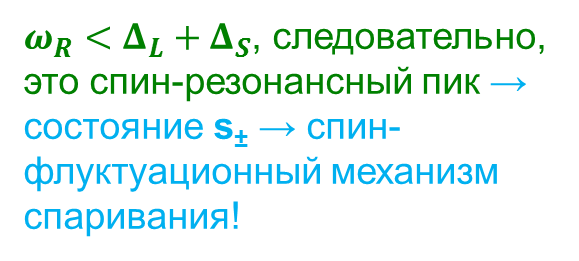 ω_R < Δ_L + Δ_S, следовательно,
это спин-резонансный пик →
состояние s± → спин-
флуктуационный механизм
спаривания!